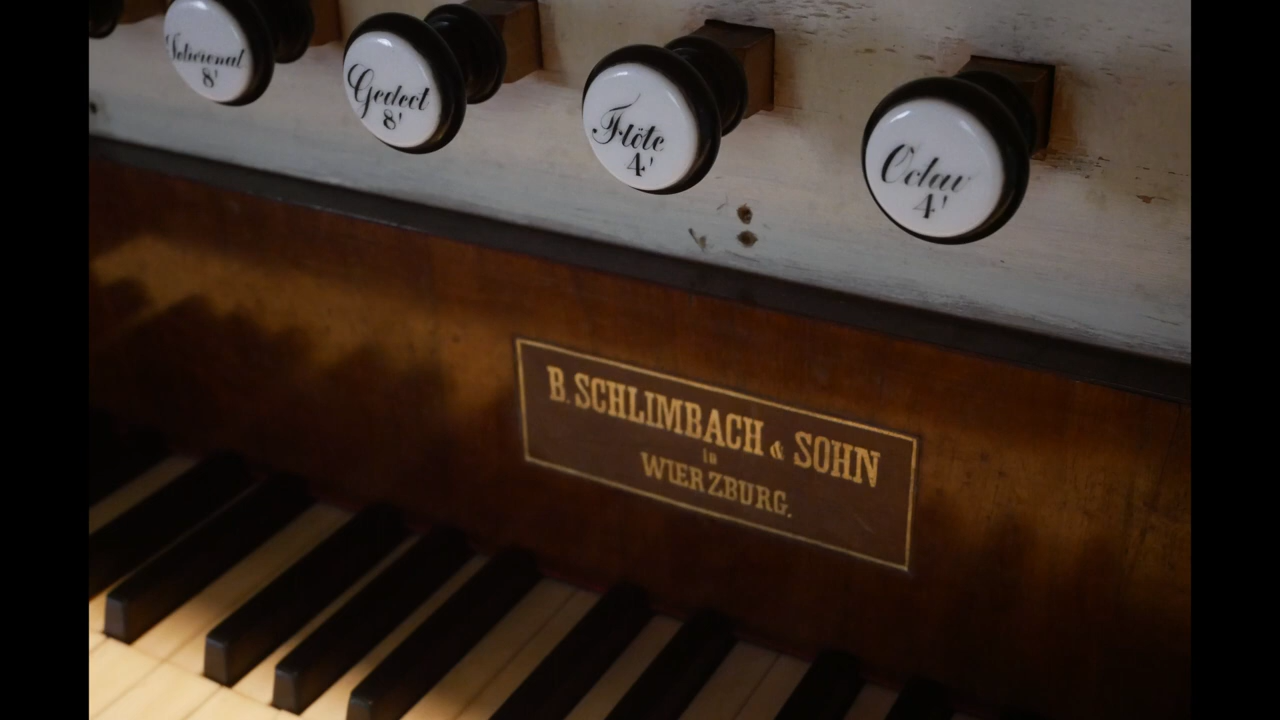 Salicional
8'
Gedect
8'
Flöte
4'
Octav
4'
B. SCHLIMBACH & SOHN
in
WIERZBURG.